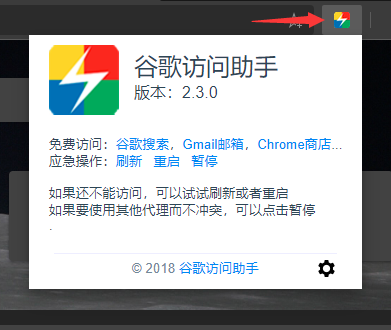 谷歌访问助手
版本：2.3.0
免费访问：谷歌搜索，Gmail邮箱，Chrome商店...
应急操作：刷新 重启 暂停
如果还不能访问，可以试试刷新或者重启
如果要使用其他代理而不冲突，可以点击暂停
.
© 2018 谷歌访问助手